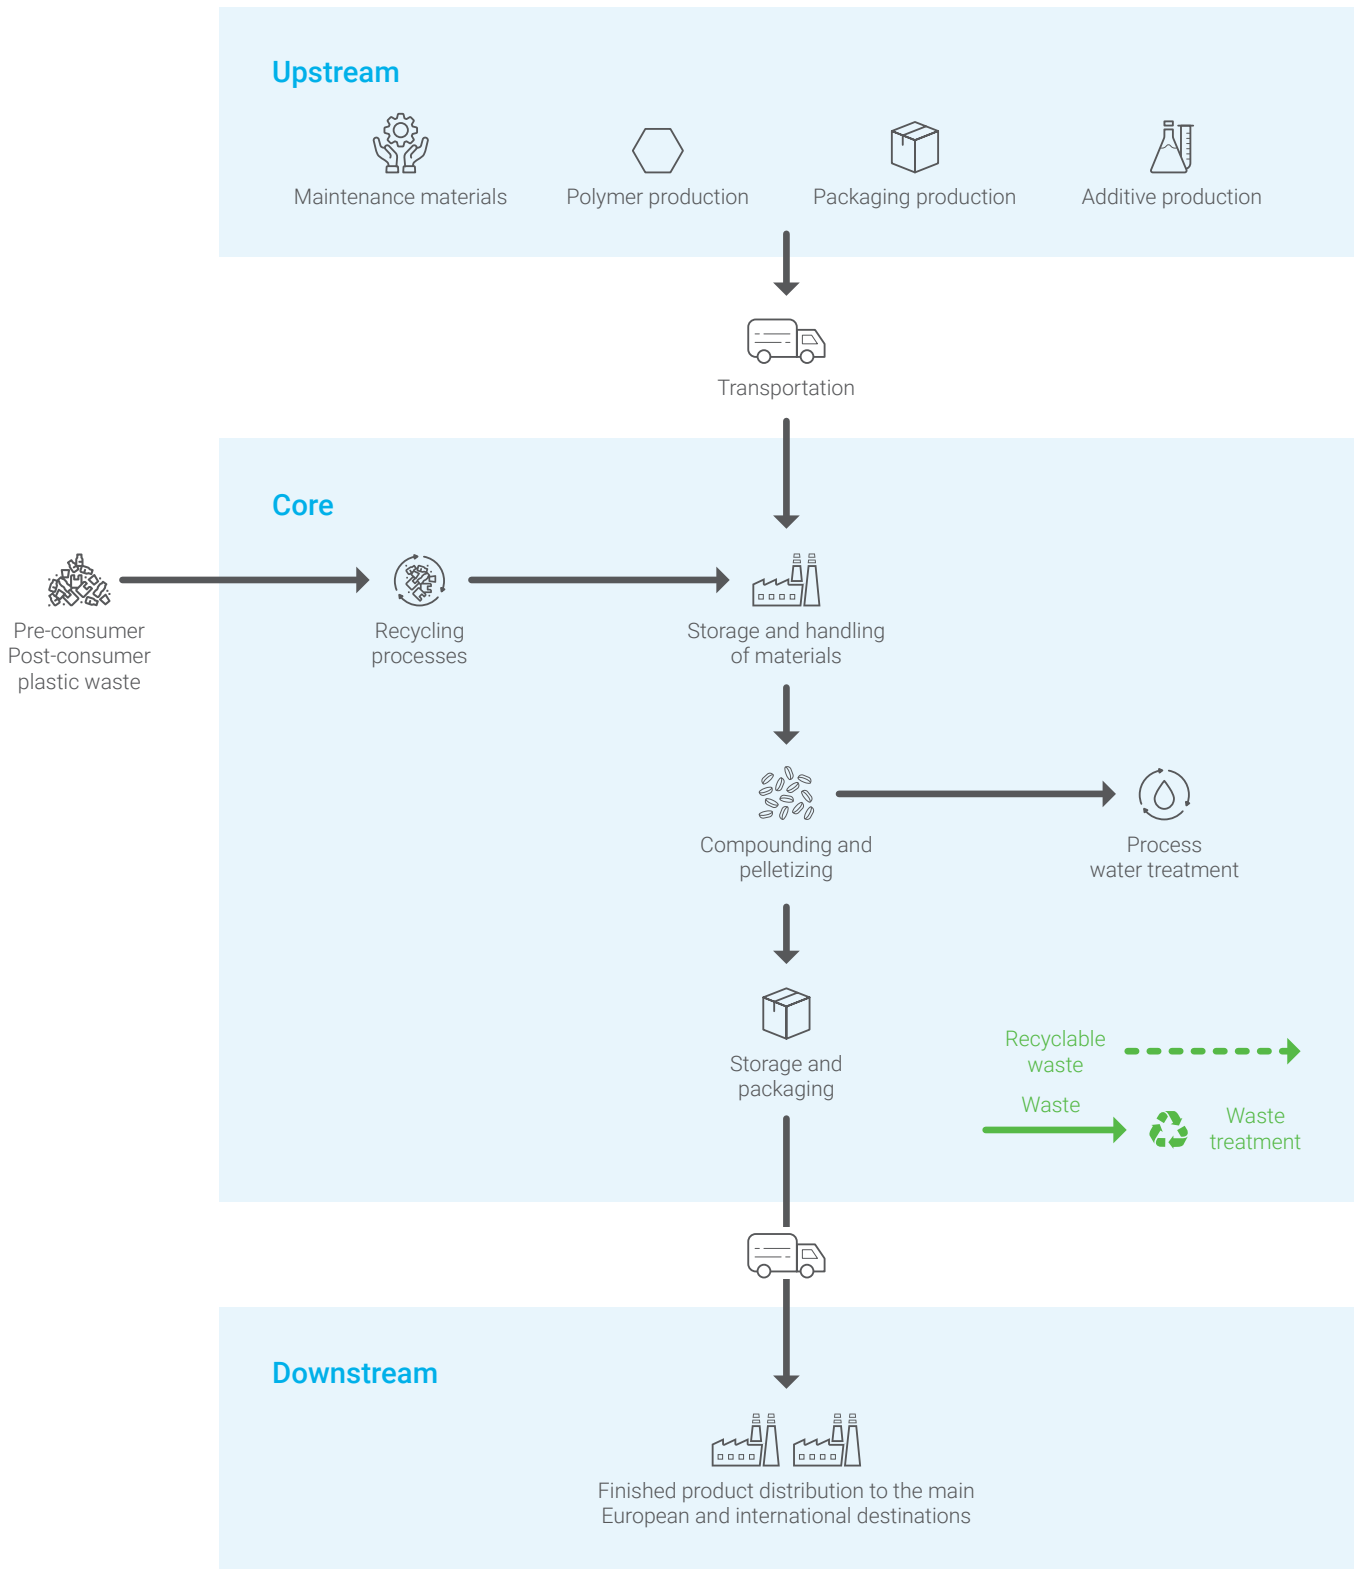 Upstream
Maintenance materials
Polymer production
Packaging production
Additive production
Transportation
Core
Pre-consumer
Post-consumer
plastic waste
Recycling
processes
Storage and handling
of materials
Compounding and
pelletizing
Process
water treatment
Storage and
packaging
Recyclable
waste
Waste
Waste
treatment
Downstream
Finished product distribution to the main
European and international destinations